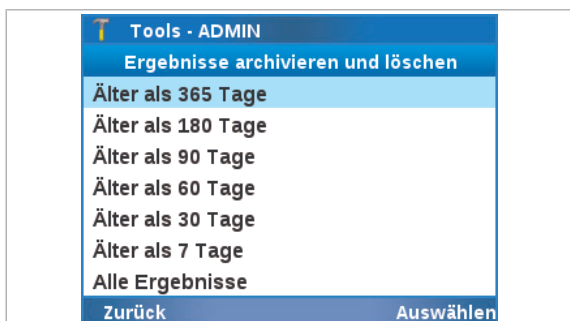 Tools - ADMIN
Ergebnisse archivieren und löschen
Älter als 365 Tage
Älter als 180 Tage
Älter als 90 Tage
Älter als 60 Tage
Älter als 30 Tage
Älter als 7 Tage
Alle Ergebnisse
Zurück Auswählen